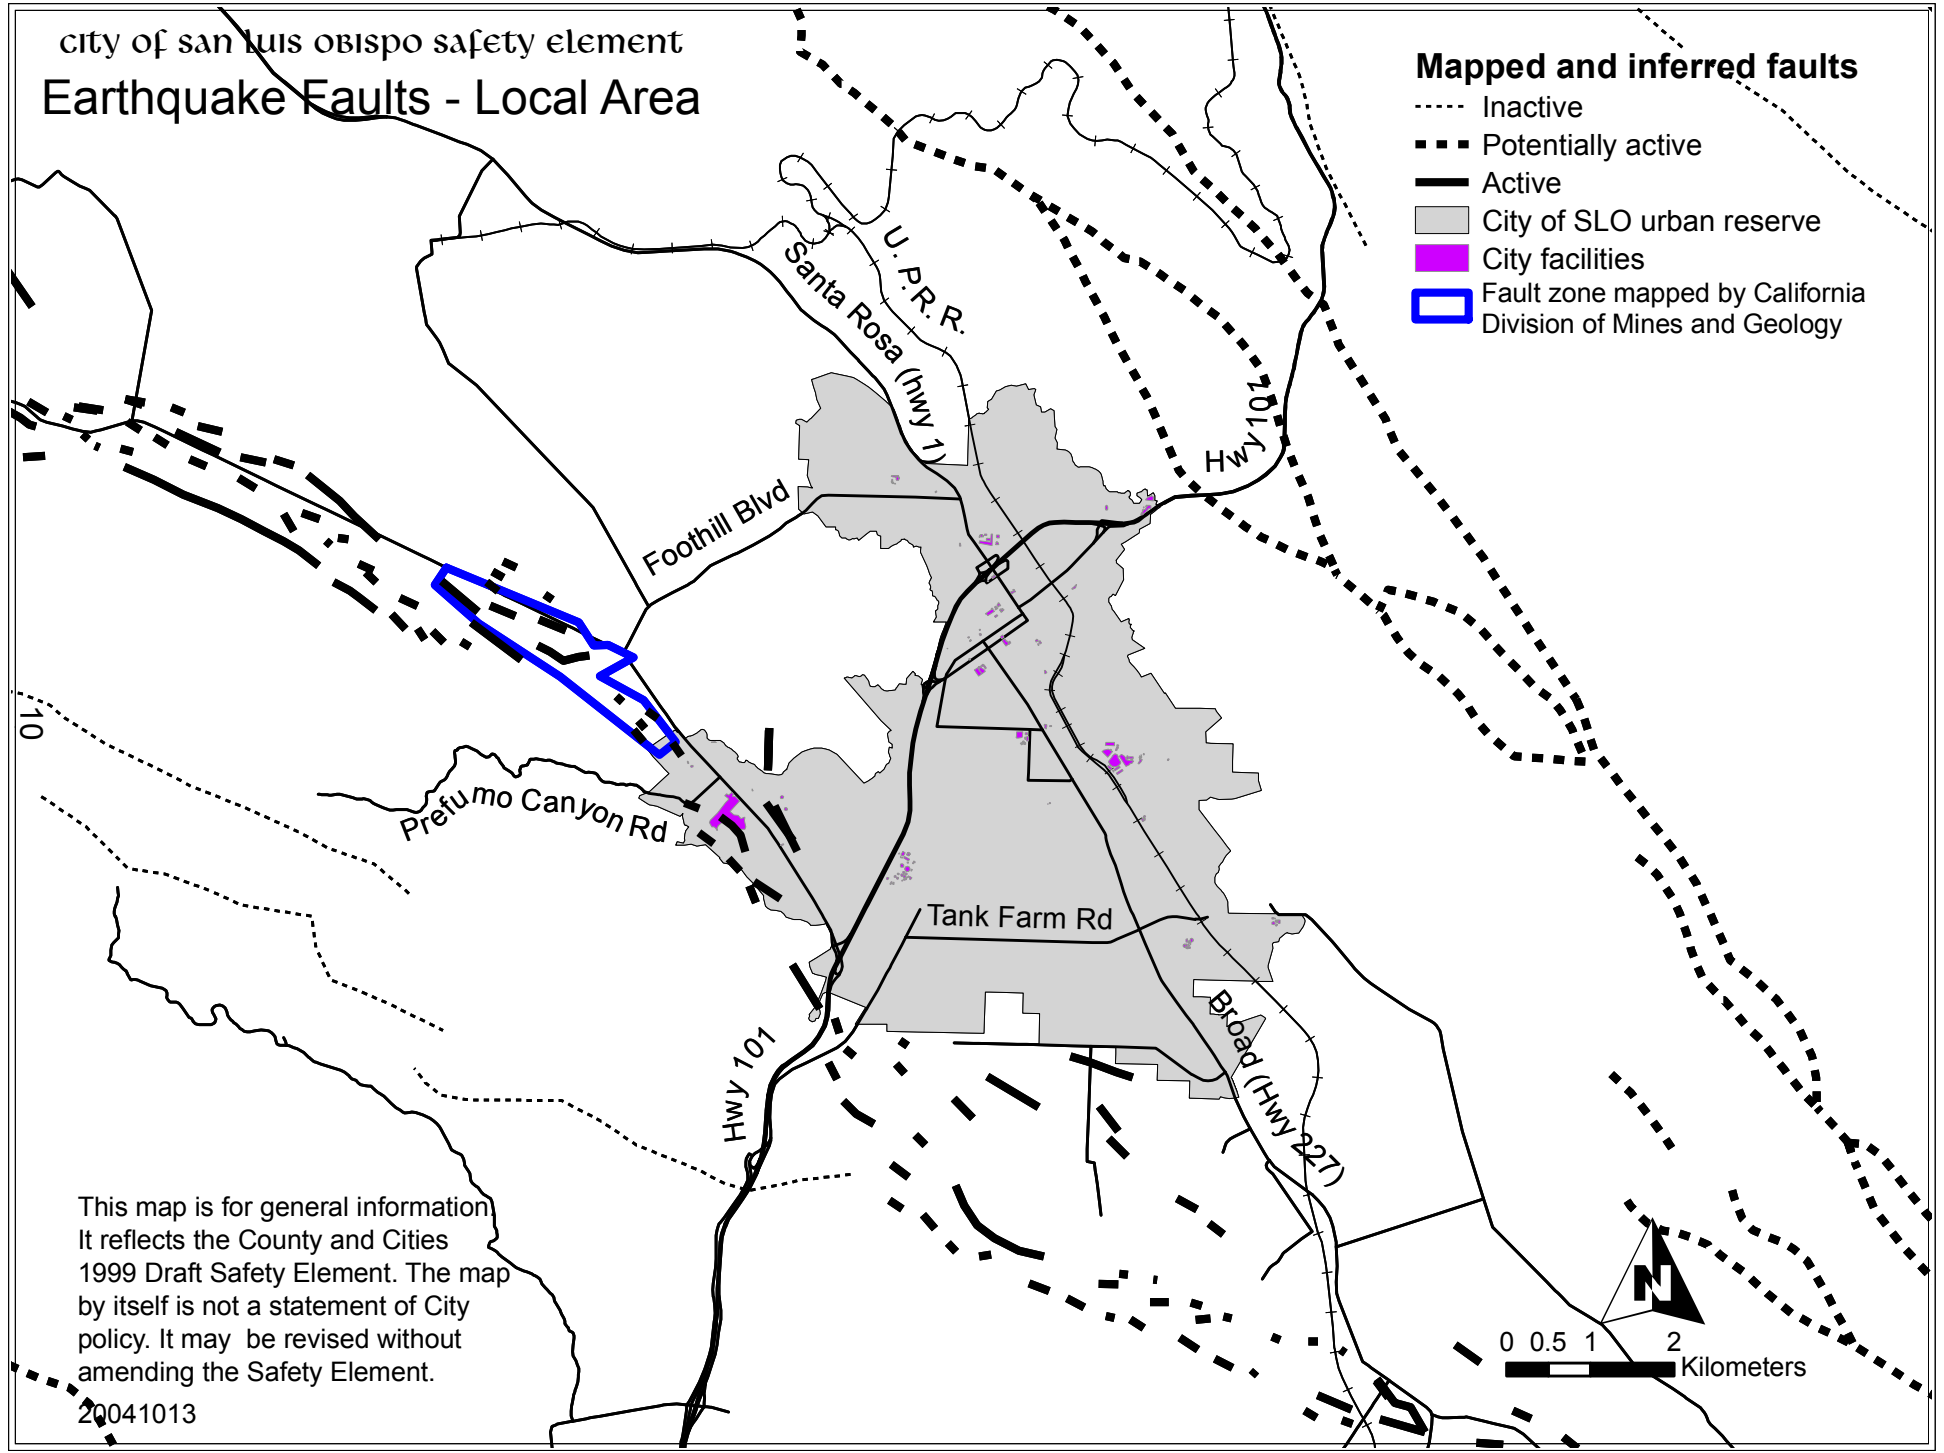 city of san luis obispo safety element
Earthquake Faults - Local Area
Mapped and inferred faults
Inactive
Potentially active
Active
City of SLO urban reserve
City facilities
Fault zone mapped by California
Division of Mines and Geology
U. P. R. R.
Santa Rosa (hwy 1)
Hwy 101
Foothill Blvd
10
Prefumo Canyon Rd
Tank Farm Rd
Broad (Hwy 227)
Hwy 101
This map is for general information.
It reflects the County and Cities
1999 Draft Safety Element. The map
by itself is not a statement of City
policy. It may be revised without
amending the Safety Element.
20041013
N
0 0.5 1 2
Kilometers